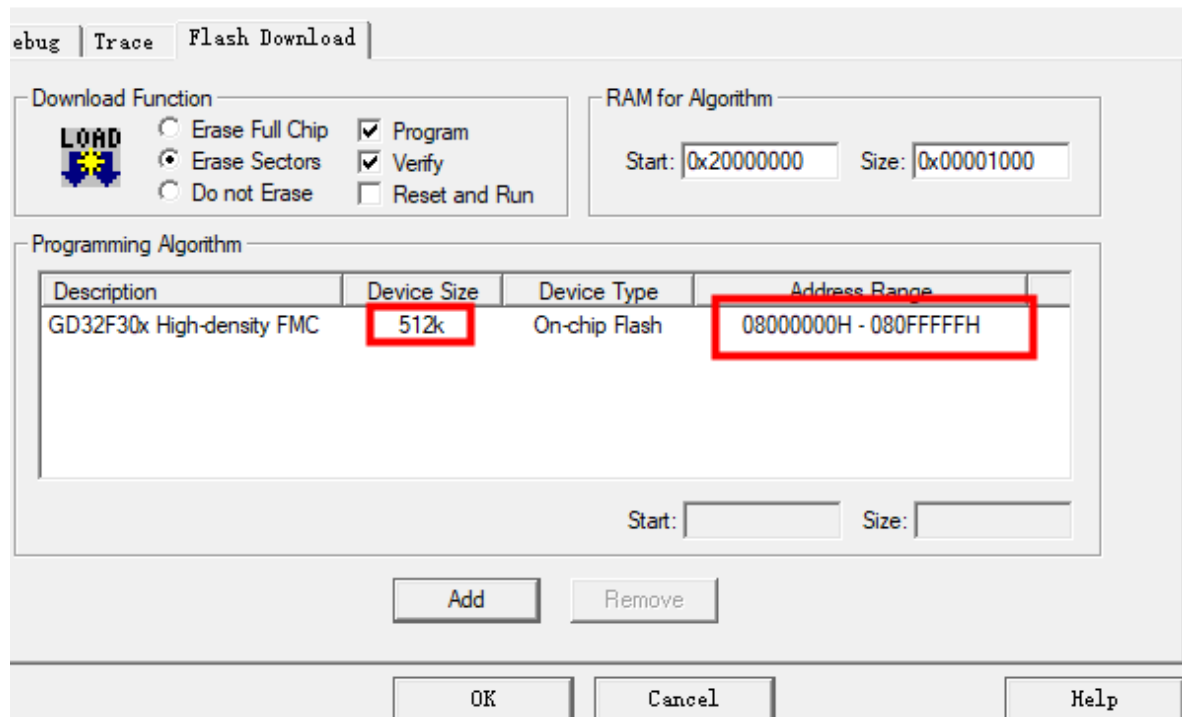 ebug Trace Flash Download
Download Function
LOAD
Erase Full Chip
Erase Sectors
Do not Erase
Program
Verify
Reset and Run
RAM for Algorithm
Start: 0x20000000 Size: 0x00001000
Programming Algorithm
Description Device Size Device Type Address Range
GD32F30x High-density FMC 512k On-chip Flash 08000000H - 080FFFFFH
Start: Size:
Add Remove
OK Cancel Help